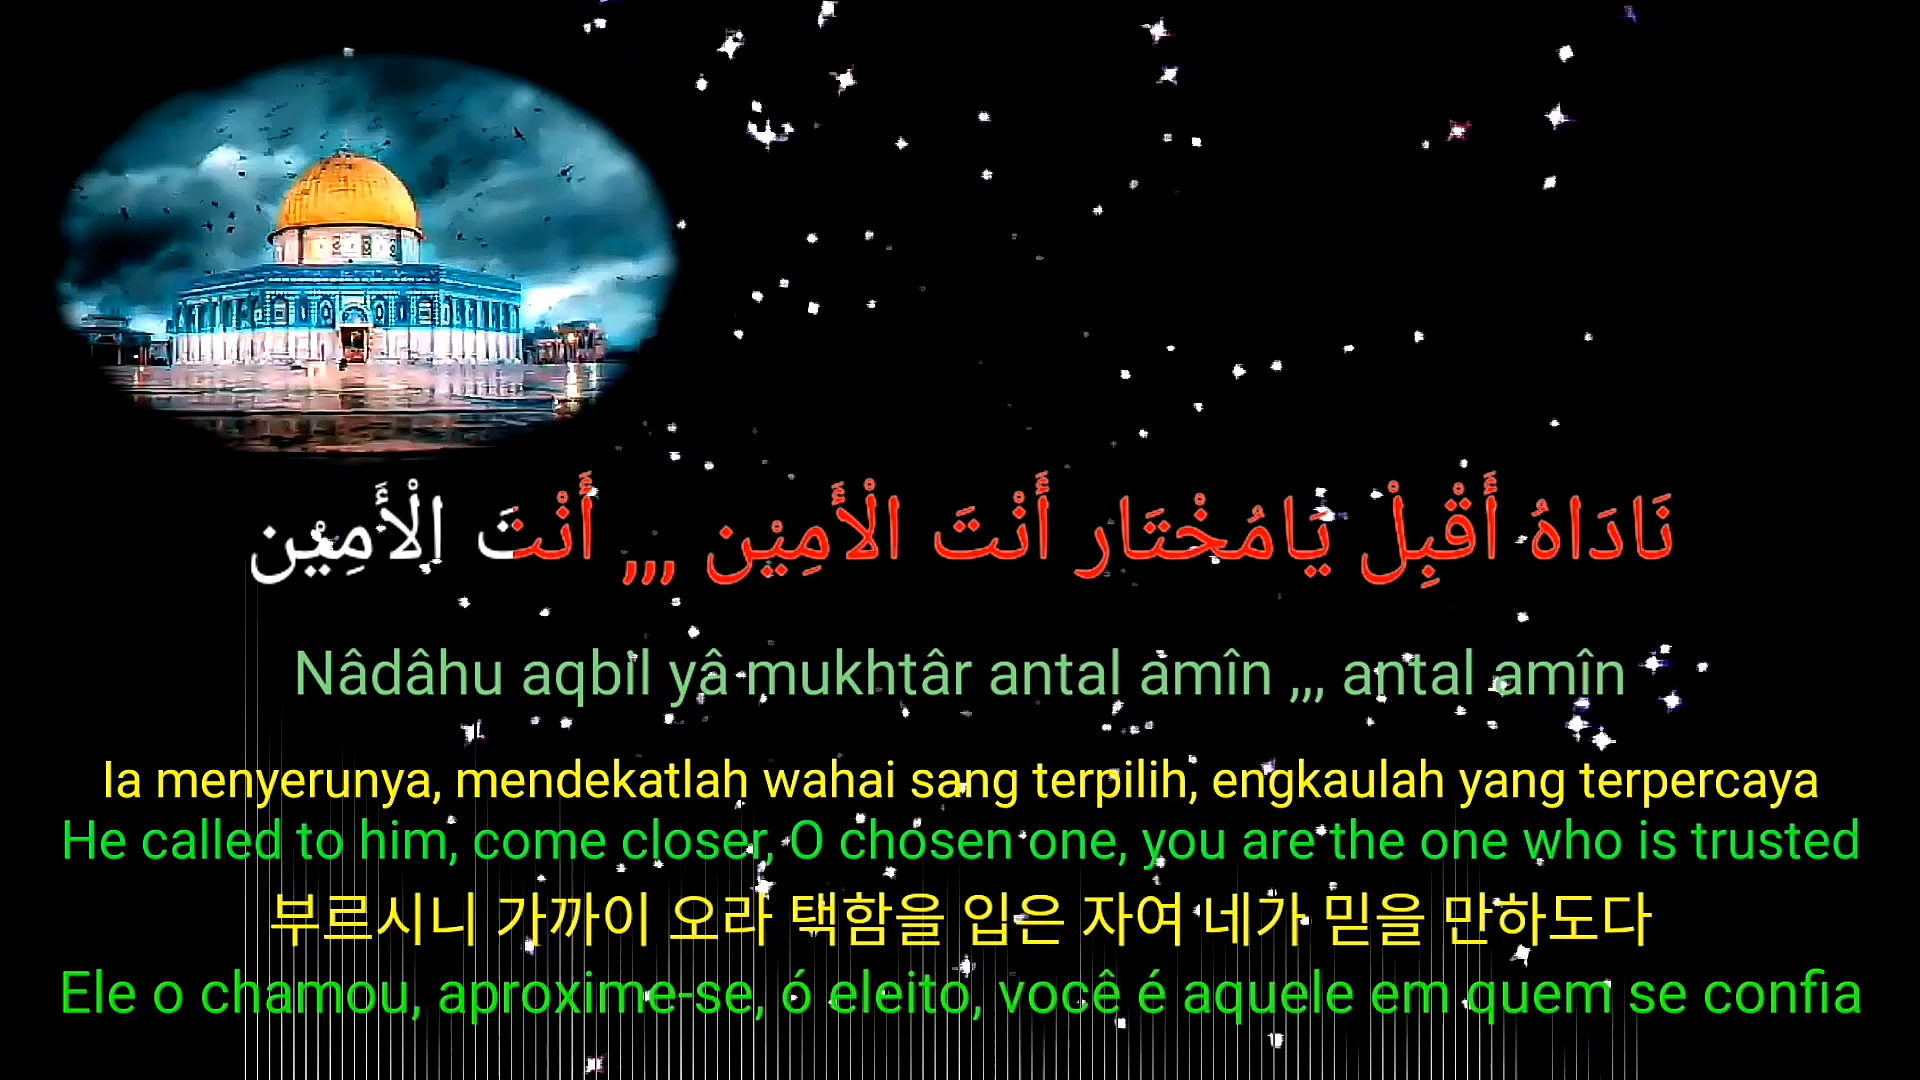 نَادَاهُ أَقْبِلْ يَامُخْتَار أَنْتَ الْأَمِيْن ,,, أَنْتَ الْأَمِيْن
Nâdâhu aqbil yâ mukhtâr antal amîn ,,, antal amîn
Ia menyerunya, mendekatlah wahai sang terpilih, engkaulah yang terpercaya
He called to him, come closer, O chosen one, you are the one who is trusted
부르시니 가까이 오라 택함을 입은 자여 네가 믿을 만하도다
Ele o chamou, aproxime-se, ó eleito, você é aquele em quem se confia